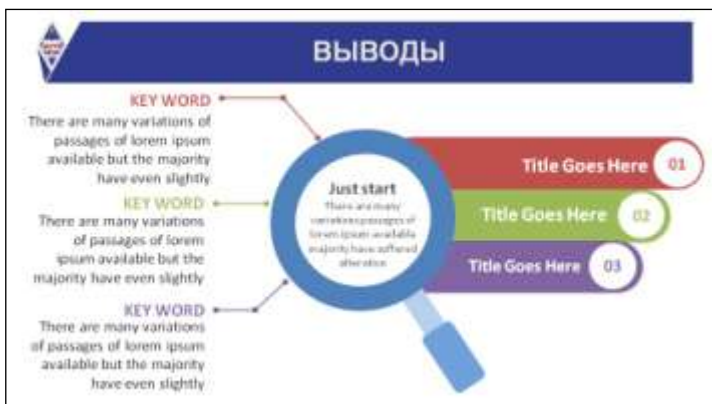 ВЫВОДЫ
KEY WORD
There are many variations of
passages of lorem ipsum
available but the majority
have even slightly
KEY WORD
There are many variations
of passages of lorem
ipsum available but the
majority have even slightly
KEY WORD
There are many variations
of passages of lorem ipsum
available but the majority
have even slightly
Just start
There are many
variations passages of
lorem ipsum available
majority have suffered
alteration
Title Goes Here 01
Title Goes Here 02
Title Goes Here 03